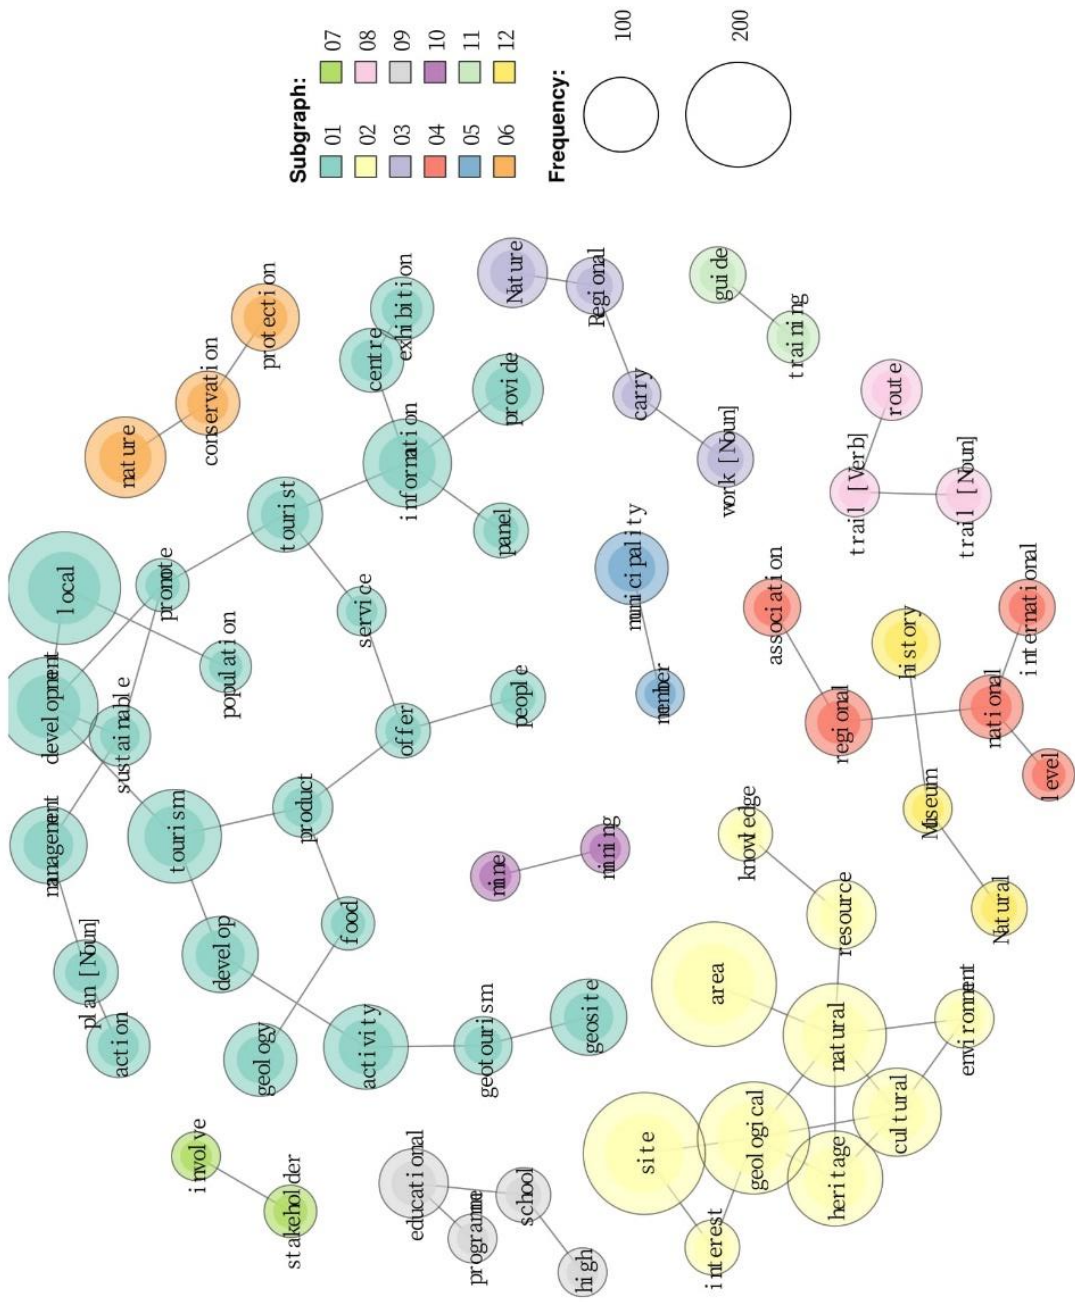 management
development
local
plan [Noun]
action
sustainable
nature
promote
tourism
involve
conservation
develop
population
geology
protection
tourist
stakeholder
product
food
service
activity
centre
exhibition
offer
information
educational
programme
geotourism
mine
panel
provide
Nature
people
school
high
geosite
Regional
mining
municipality
carry
site
member
interest
area
guide
work [Noun]
knowledge
geological
association
training
heritage
natural
regional
resource
trail [Verb]
route
cultural
history
Museum
trail [Noun]
environment
national
Natural
international
level
Subgraph:
01 07
02 08
03 09
04 10
05 11
06 12
Frequency:
100
200